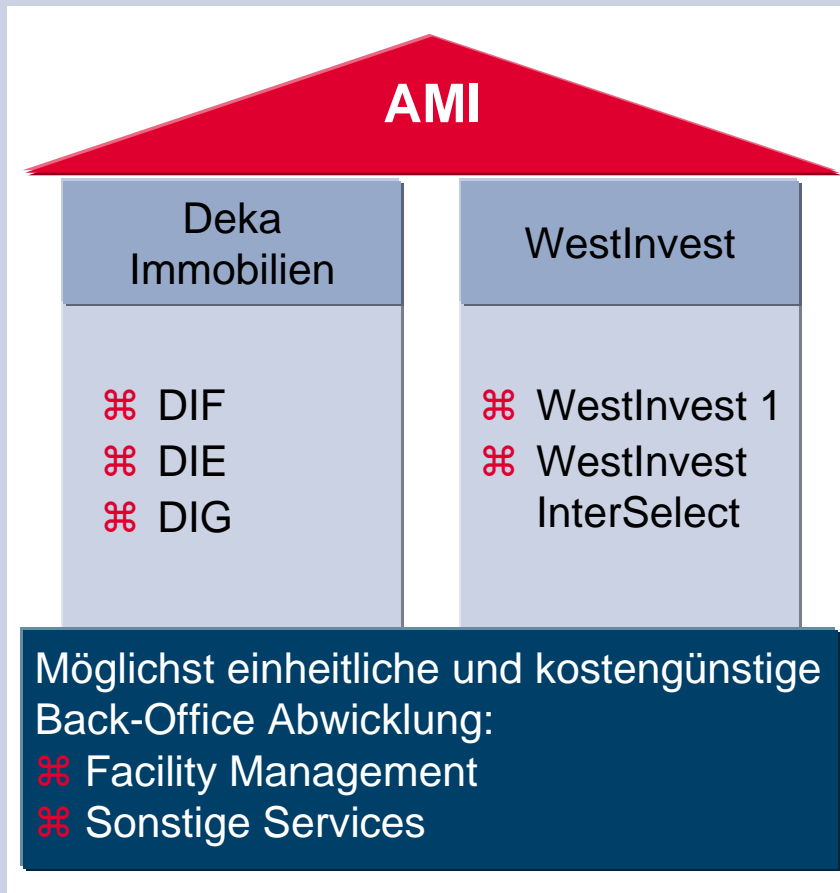 AMI
Deka
Immobilien
⌘ DIF
⌘ DIE
⌘ DIG
WestInvest
⌘ WestInvest 1
⌘ WestInvest
InterSelect
Möglichst einheitliche und kostengünstige
Back-Office Abwicklung:
⌘ Facility Management
⌘ Sonstige Services